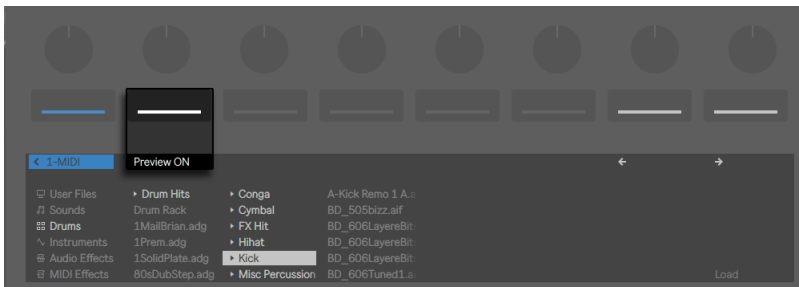 < 1-MIDI
Preview ON
← →
User Files
Sounds
Drums
Instruments
Audio Effects
MIDI Effects
Drum Hits
Drum Rack
1MailBrian.adg
1Prem.adg
1SolidPlate.adg
80sDubStep.adg
Conga
Cymbal
FX Hit
Hihat
Kick
Misc Percussion
A-Kick Remo 1 A.a
BD_505bizz.aif
BD_606LayereBit
BD_606LayereBit
BD_606LayereBit
BD_606Tuned1.a
Load